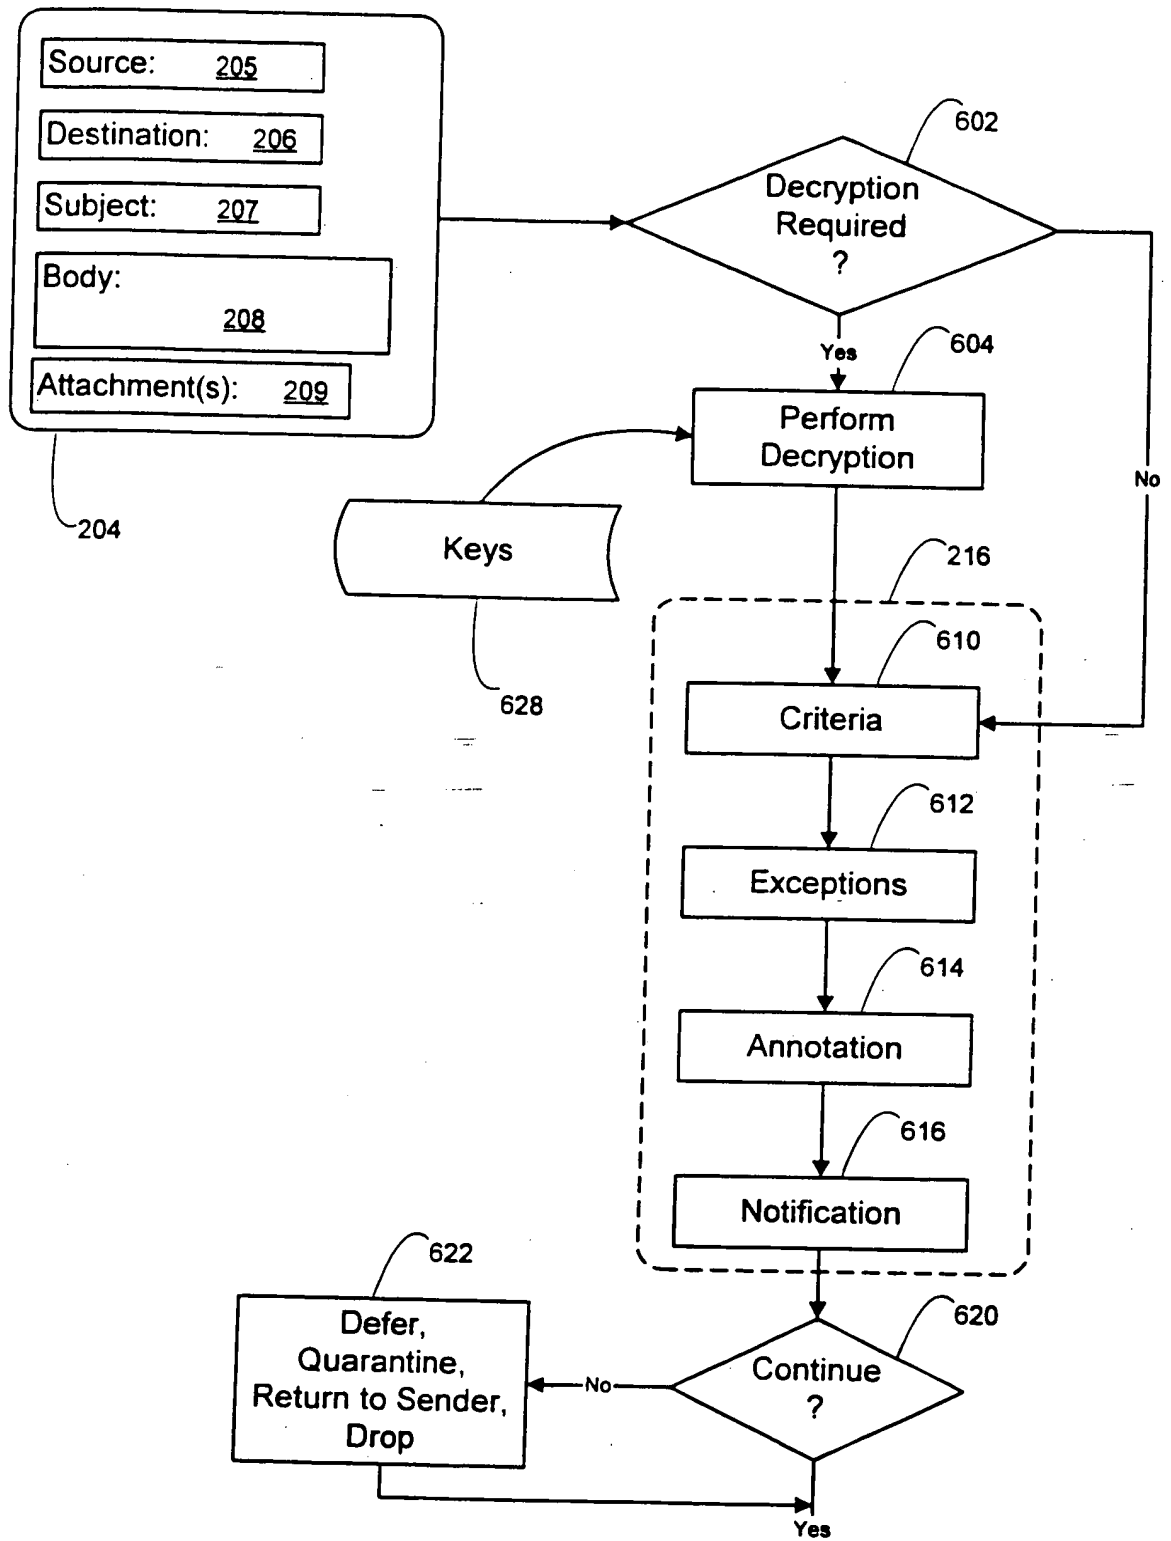 Source: 205
Destination: 206
Subject: 207
Body:
208
Attachment(s): 209
204
602
Decryption
Required
?
Yes
No
604
Perform
Decryption
Keys
628
216
610
Criteria
612
Exceptions
614
Annotation
616
Notification
620
Continue
?
No
622
Defer,
Quarantine,
Return to Sender,
Drop
Yes